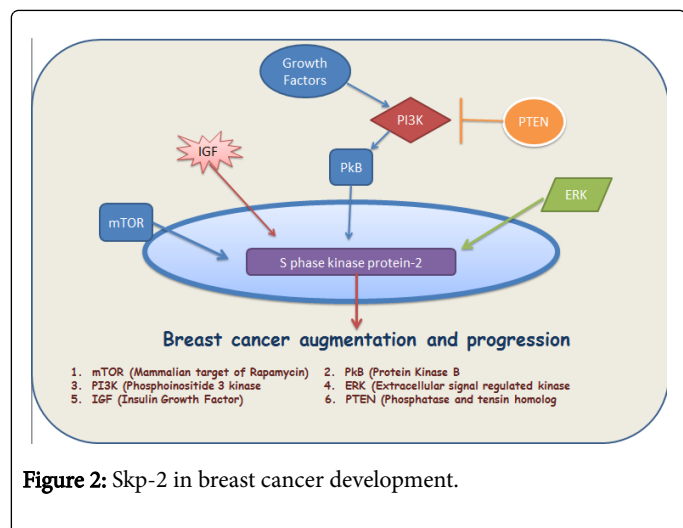 Growth
Factors
PI3K
PTEN
IGF
PkB
ERK
mTOR
S phase kinase protein-2
Breast cancer augmentation and progression
1. mTOR (Mammalian target of Rapamycin) 2. PkB (Protein Kinase B
3. PI3K (Phosphoinositide 3 kinase 4. ERK (Extracellular signal regulated kinase
5. IGF (Insulin Growth Factor) 6. PTEN (Phosphatase and tensin homolog
Figure 2: Skp-2 in breast cancer development.